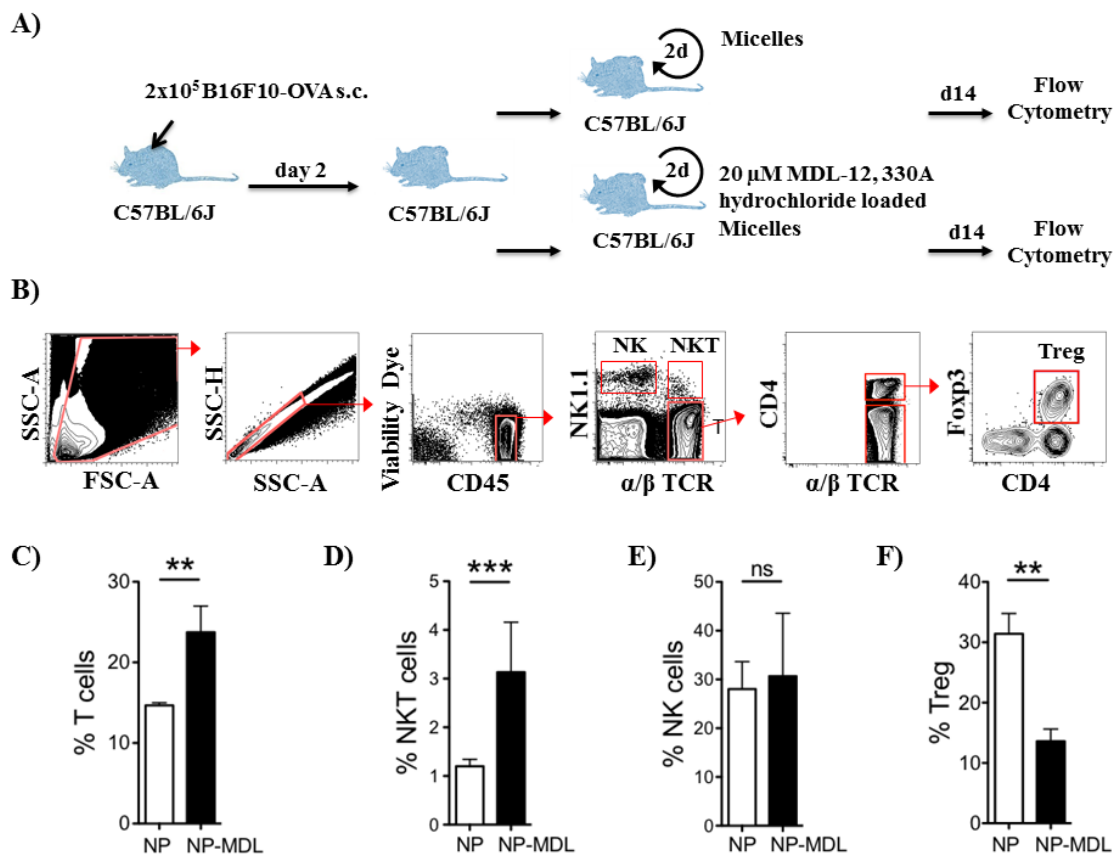 A)
2x10⁵ B16F10-OVA s.c.
C57BL/6J
day 2
C57BL/6J
2d
Micelles
C57BL/6J
d14
Flow
Cytometry
2d
20 µM MDL-12, 330A
hydrochloride loaded
Micelles
C57BL/6J
d14
Flow
Cytometry
B)
SSC-A
FSC-A
SSC-H
SSC-A
Viability Dye
CD45
NK1.1
NK
NKT
T
α/β TCR
CD4
α/β TCR
Foxp3
Treg
CD4
C)
% T cells
30
20
10
0
**
NP
NP-MDL
D)
% NKT cells
5
4
3
2
1
0
***
NP
NP-MDL
E)
% NK cells
50
40
30
20
10
0
ns
NP
NP-MDL
F)
% Treg
40
30
20
10
0
**
NP
NP-MDL